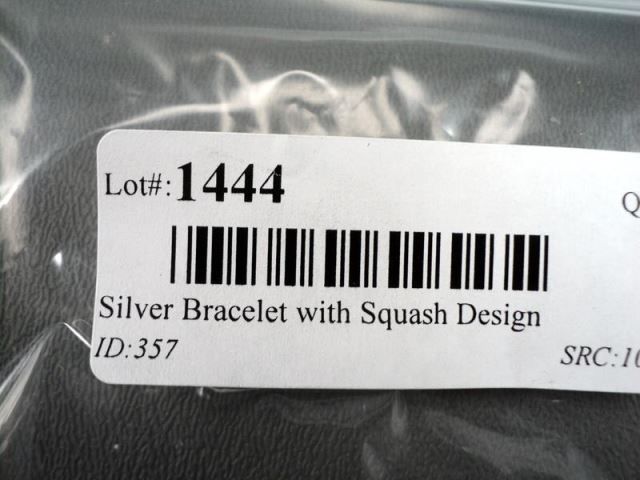 Lot#: 1444
Silver Bracelet with Squash Design
ID:357